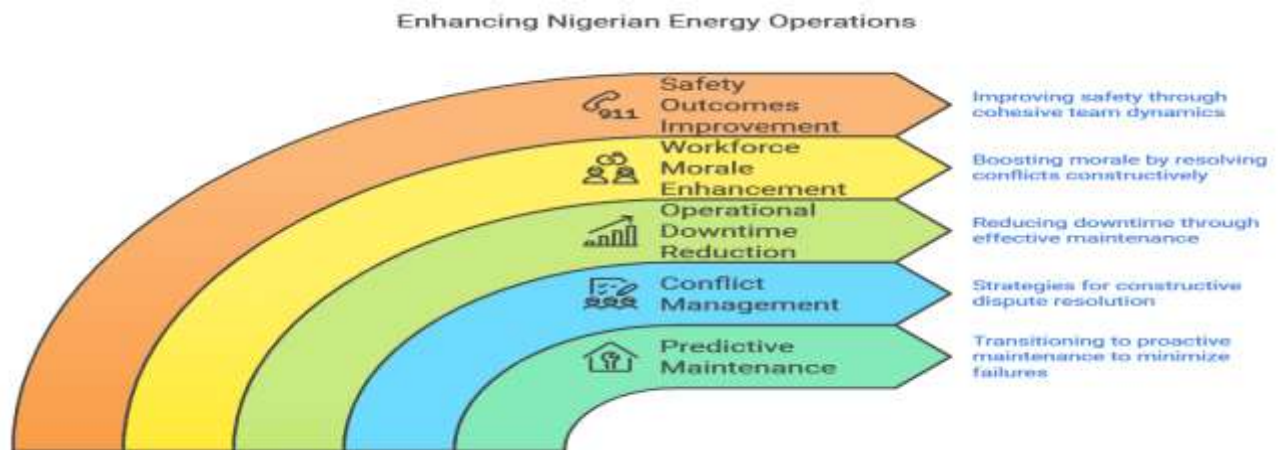 Enhancing Nigerian Energy Operations
911
Safety
Outcomes
Improvement
Improving safety through
cohesive team dynamics
Workforce
Morale
Enhancement
Boosting morale by resolving
conflicts constructively
Operational
Downtime
Reduction
Reducing downtime through
effective maintenance
Conflict
Management
Strategies for constructive
dispute resolution
Predictive
Maintenance
Transitioning to proactive
maintenance to minimize
failures